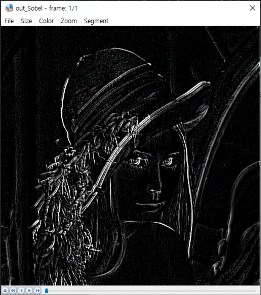 out_Sobel - frame: 1/1
File Size Color Zoom Segment